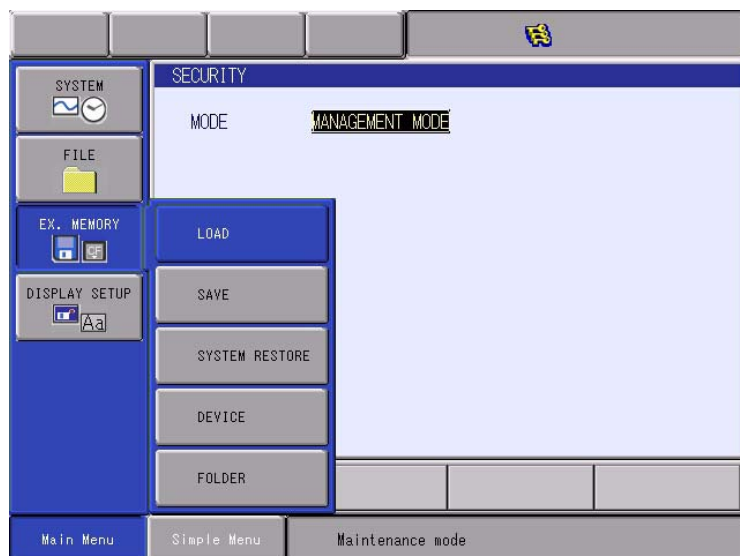 SECURITY
SYSTEM
MODE MANAGEMENT MODE
FILE
EX. MEMORY
CF
LOAD
DISPLAY SETUP
Aa
SAVE
SYSTEM RESTORE
DEVICE
FOLDER
Main Menu Simple Menu Maintenance mode